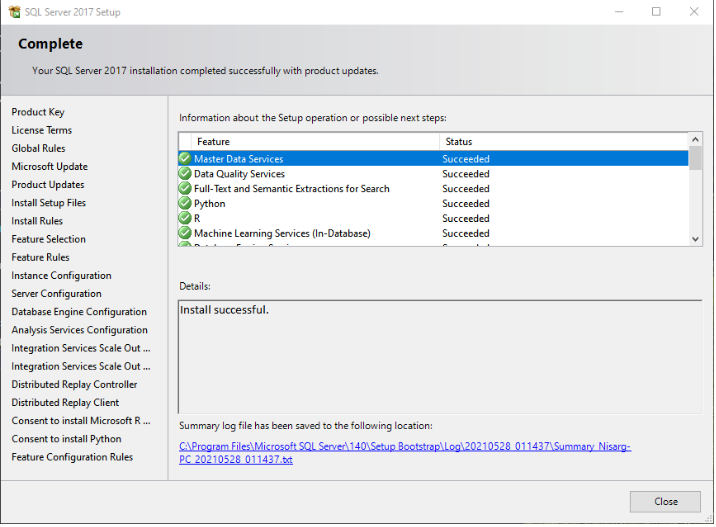 SQL Server 2017 Setup
Complete
Your SQL Server 2017 installation completed successfully with product updates.
Product Key
License Terms
Global Rules
Microsoft Update
Product Updates
Install Setup Files
Install Rules
Feature Selection
Feature Rules
Instance Configuration
Server Configuration
Database Engine Configuration
Analysis Services Configuration
Integration Services Scale Out ...
Integration Services Scale Out ...
Distributed Replay Controller
Distributed Replay Client
Consent to install Microsoft R ...
Consent to install Python
Feature Configuration Rules
Information about the Setup operation or possible next steps:
Feature Status
Master Data Services Succeeded
Data Quality Services Succeeded
Full-Text and Semantic Extractions for Search Succeeded
Python Succeeded
R Succeeded
Machine Learning Services (In-Database) Succeeded
Details:
Install successful.
Summary log file has been saved to the following location:
C:\Program Files\Microsoft SQL Server\140\Setup Bootstrap\Log\20210528_011437\Summary_Nisarg-
PC_20210528_011437.txt
Close